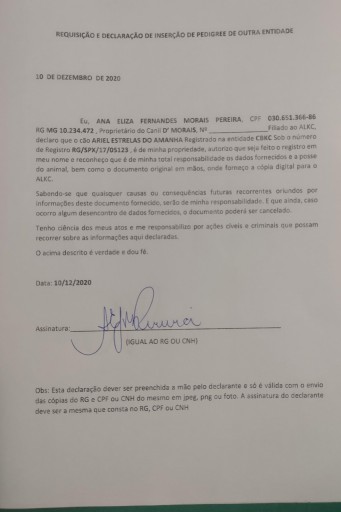 REQUISIÇÃO E DECLARAÇÃO DE INSERÇÃO DE PEDIGREE DE OUTRA ENTIDADE
10 DE DEZEMBRO DE 2020
Eu, ANA ELIZA FERNANDES MORAIS PEREIRA, CPF 030.651.366-86
RG MG 10.234.472 , Proprietário do Canil D' MORAIS, Nº ____________Filiado ao ALKC,
declaro que o cão ARIEL ESTRELAS DO AMANHA Registrado na entidade CBKC Sob o número
de Registro RG/SPX/17/05123 , é de minha propriedade, autorizo que seja feito o registro em
meu nome e reconheço que é de minha total responsabilidade os dados fornecidos e a posse
do animal, bem como o documento original em mãos, onde forneço a cópia digital para o
ALKC.
Sabendo-se que quaisquer causas ou consequências futuras recorrentes oriundos por
informações deste documento fornecido, serão de minha responsabilidade. E que ainda, caso
ocorra algum desencontro de dados fornecidos, o documento poderá ser cancelado.
Tenho ciência dos meus atos e me responsabilizo por ações cíveis e criminais que possam
recorrer sobre as informações aqui declaradas.
O acima descrito é verdade e dou fé.
Data: 10/12/2020
Assinatura:
(IGUAL AO RG OU CNH)
Obs: Esta declaração dever ser preenchida a mão pelo declarante e só é válida com o envio
das cópias do RG e CPF ou CNH do mesmo em jpeg, png ou foto. A assinatura do declarante
deve ser a mesma que consta no RG, CPF ou CNH